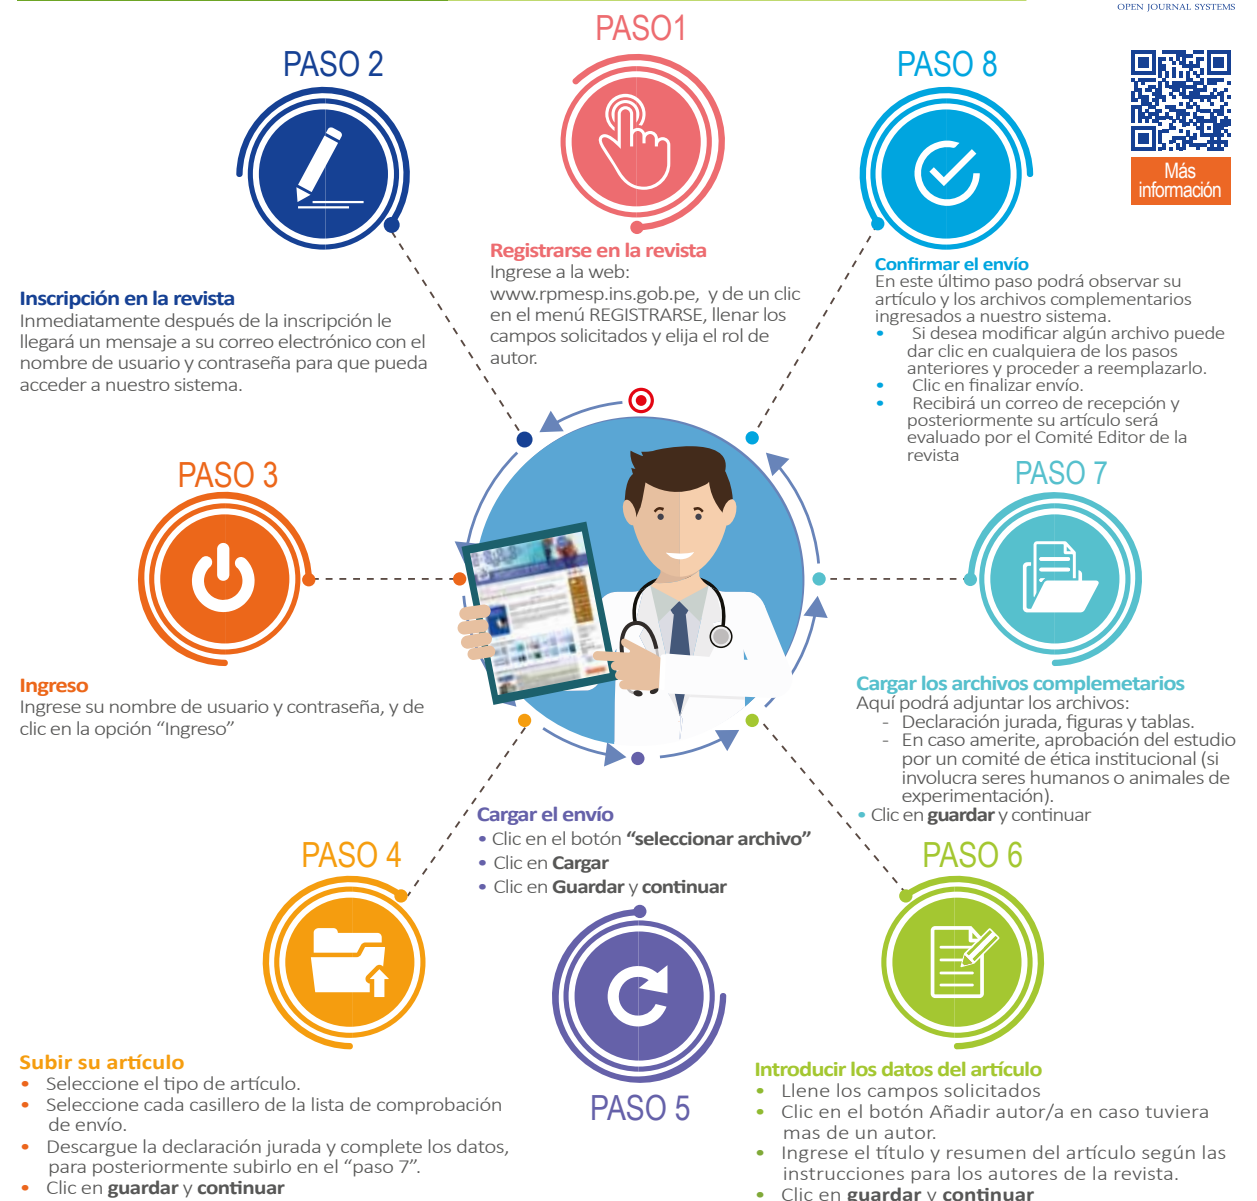 OPEN JOURNAL SYSTEMS
Más
información
PASO1
Registrarse en la revista
Ingrese a la web:
www.rpmesp.ins.gob.pe, y de un clic
en el menú REGISTRARSE, llenar los
campos solicitados y elija el rol de
autor.
PASO 2
Inscripción en la revista
Inmediatamente después de la inscripción le
llegará un mensaje a su correo electrónico con el
nombre de usuario y contraseña para que pueda
acceder a nuestro sistema.
PASO 3
Ingreso
Ingrese su nombre de usuario y contraseña, y de
clic en la opción “Ingreso”
PASO 4
Subir su artículo
• Seleccione el tipo de artículo.
• Seleccione cada casillero de la lista de comprobación
de envío.
• Descargue la declaración jurada y complete los datos,
para posteriormente subirlo en el “paso 7”.
• Clic en guardar y continuar
Cargar el envío
• Clic en el botón “seleccionar archivo”
• Clic en Cargar
• Clic en Guardar y continuar
PASO 5
PASO 6
Introducir los datos del artículo
• Llene los campos solicitados
• Clic en el botón Añadir autor/a en caso tuviera
mas de un autor.
• Ingrese el título y resumen del artículo según las
instrucciones para los autores de la revista.
• Clic en guardar y continuar
PASO 7
Cargar los archivos complemetarios
Aquí podrá adjuntar los archivos:
- Declaración jurada, figuras y tablas.
- En caso amerite, aprobación del estudio
por un comité de ética institucional (si
involucra seres humanos o animales de
experimentación).
• Clic en guardar y continuar
PASO 8
Confirmar el envío
En este último paso podrá observar su
artículo y los archivos complementarios
ingresados a nuestro sistema.
• Si desea modificar algún archivo puede
dar clic en cualquiera de los pasos
anteriores y proceder a reemplazarlo.
• Clic en finalizar envío.
• Recibirá un correo de recepción y
posteriormente su artículo será
evaluado por el Comité Editor de la
revista